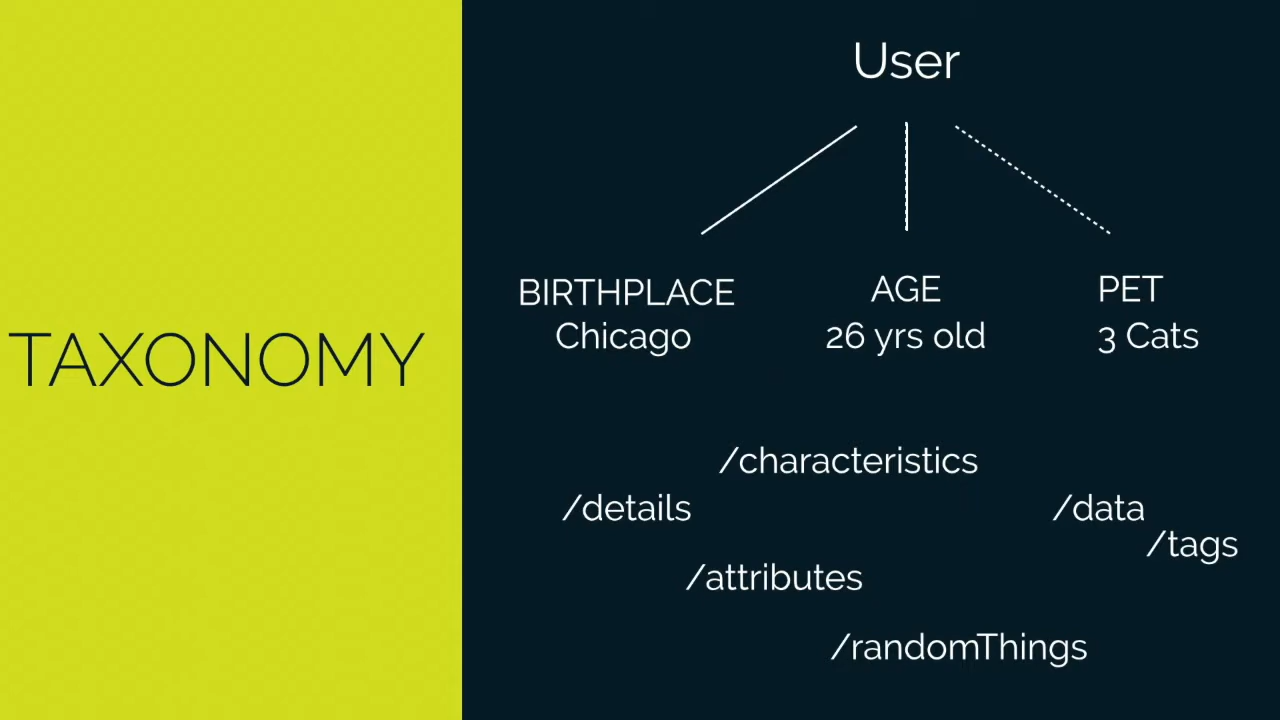 TAXONOMY
User
BIRTHPLACE
Chicago
AGE
26 yrs old
PET
3 Cats
/characteristics
/details
/data
/tags
/attributes
/randomThings